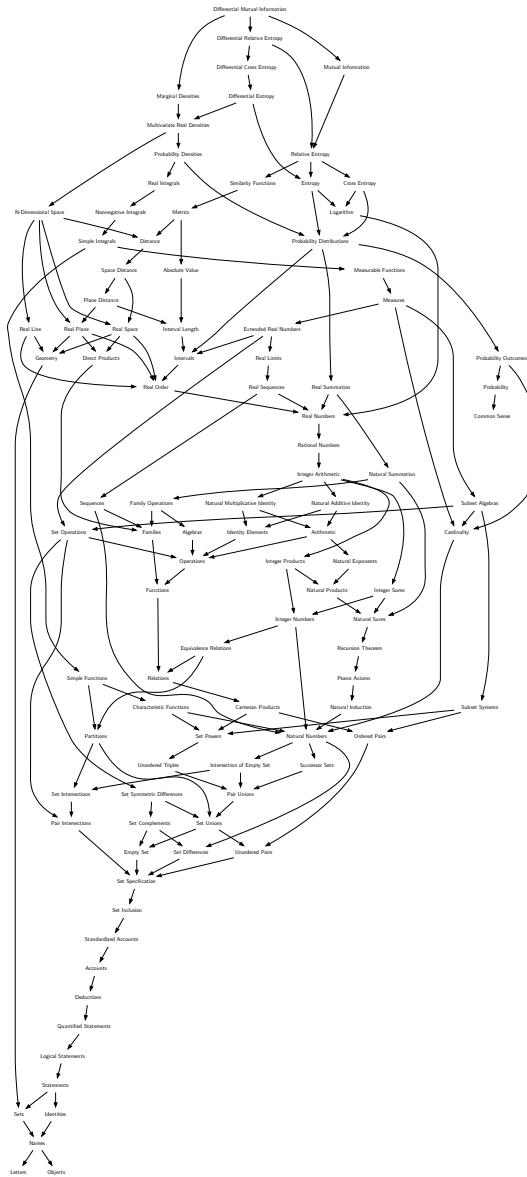 Differential Mutual Information
Differential Relative Entropy
Differential Cross Entropy Mutual Information
Marginal Densities Differential Entropy
Multivariate Real Densities
Probability Densities Relative Entropy
Real Integrals Similarity Functions Entropy Cross Entropy
N-Dimensional Space Nonnegative Integrals Metrics Logarithm
Simple Integrals Distance Probability Distributions
Space Distance Absolute Value Measurable Functions
Plane Distance Measures
Real Line Real Plane Real Space Interval Length Extended Real Numbers
Geometry Direct Products Intervals Real Limits Probability Outcomes
Real Order Real Sequences Real Summation Probability
Real Numbers Common Sense
Rational Numbers
Integer Arithmetic Natural Summation
Sequences Family Operations Natural Multiplicative Identity Natural Additive Identity Subset Algebras
Set Operations Families Algebras Identity Elements Arithmetic Cardinality
Operations Integer Products Natural Exponents
Functions Natural Products Integer Sums
Integer Numbers Natural Sums
Equivalence Relations Recursion Theorem
Simple Functions Relations Peano Axioms
Characteristic Functions Cartesian Products Natural Induction Subset Systems
Partitions Set Powers Natural Numbers Ordered Pairs
Unordered Triples Intersection of Empty Set Successor Sets
Set Intersections Set Symmetric Differences Pair Unions
Pair Intersections Set Complements Set Unions
Empty Set Set Differences Unordered Pairs
Set Specification
Set Inclusion
Standardized Accounts
Accounts
Deductions
Quantified Statements
Logical Statements
Statements
Sets Identities
Names
Letters Objects